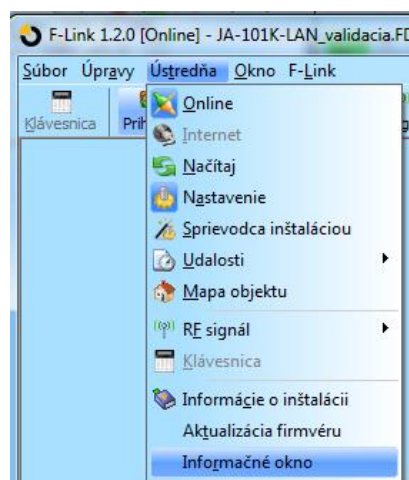 F-Link 1.2.0 [Online] - JA-101K-LAN_validacia.FD
Súbor Úpravy Ústredňa Okno F-Link
Klávesnica
Online
Internet
Načítaj
Nastavenie
Sprievodca inštaláciou
Udalosti
Mapa objektu
RF signál
Klávesnica
Informácie o inštalácii
Aktualizácia firmvéru
Informačné okno